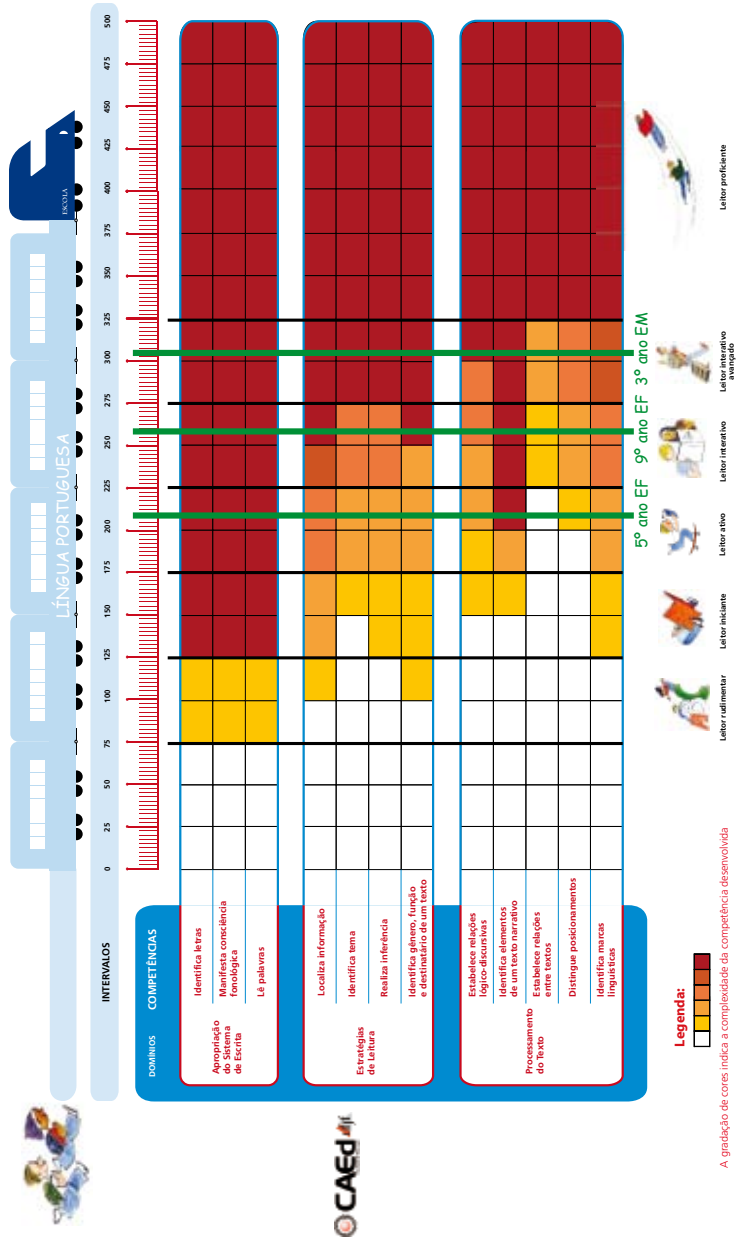 LÍNGUA PORTUGUESA
ESCOLA
INTERVALOS
0 25 50 75 100 125 150 175 200 225 250 275 300 325 350 375 400 425 450 475 500
DOMÍNIOS
COMPETÊNCIAS
Apropriação
do Sistema
de Escrita
Identifica letras
Manifesta consciência
fonológica
Lê palavras
Estratégias
de Leitura
Localiza informação
Identifica tema
Realiza inferência
Identifica gênero, função
e destinatário de um texto
Processamento
do Texto
Estabelece relações
lógico-discursivas
Identifica elementos
de um texto narrativo
Estabelece relações
entre textos
Distingue posicionamentos
Identifica marcas
linguísticas
5º ano EF
9º ano EF
3º ano EM
Leitor rudimentar
Leitor iniciante
Leitor ativo
Leitor interativo
Leitor interativo
avançado
Leitor proficiente
Legenda:
A gradação de cores indica a complexidade da competência desenvolvida
CAEd